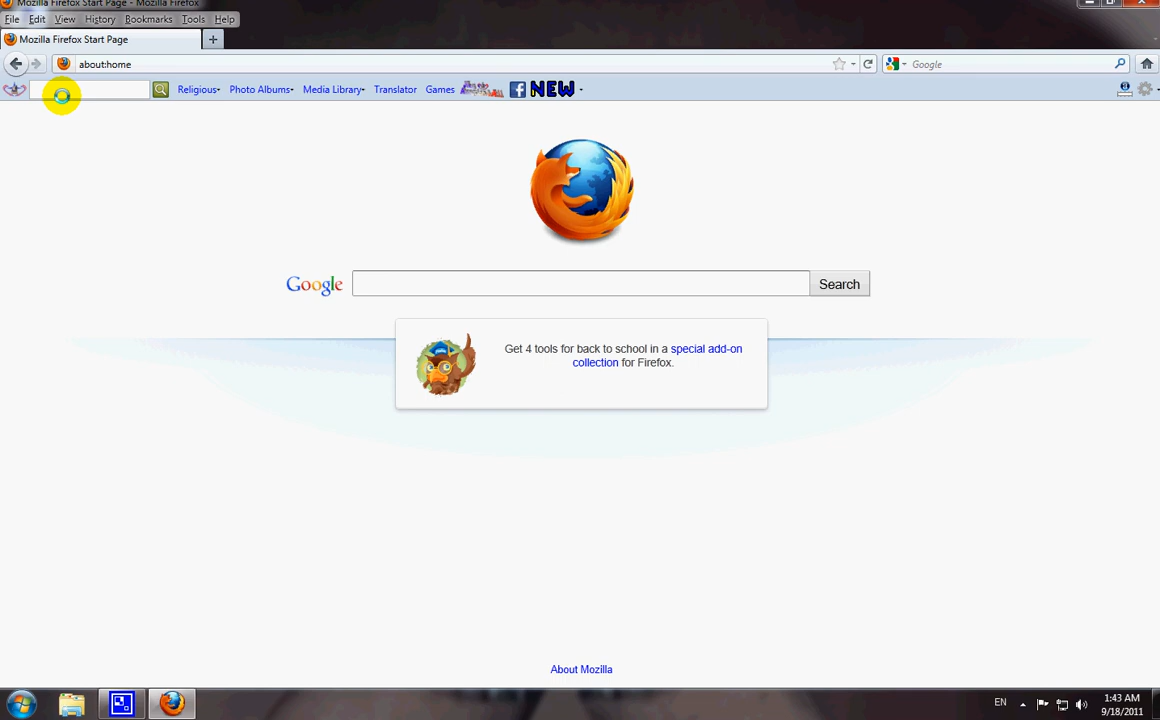 Mozilla Firefox Start Page - Mozilla Firefox
File Edit View History Bookmarks Tools Help
Mozilla Firefox Start Page
about:home
Google
Religious Photo Albums Media Library Translator Games NEW
Google Search
Get 4 tools for back to school in a special add-on
collection for Firefox.
About Mozilla
EN
1:43 AM
9/18/2011